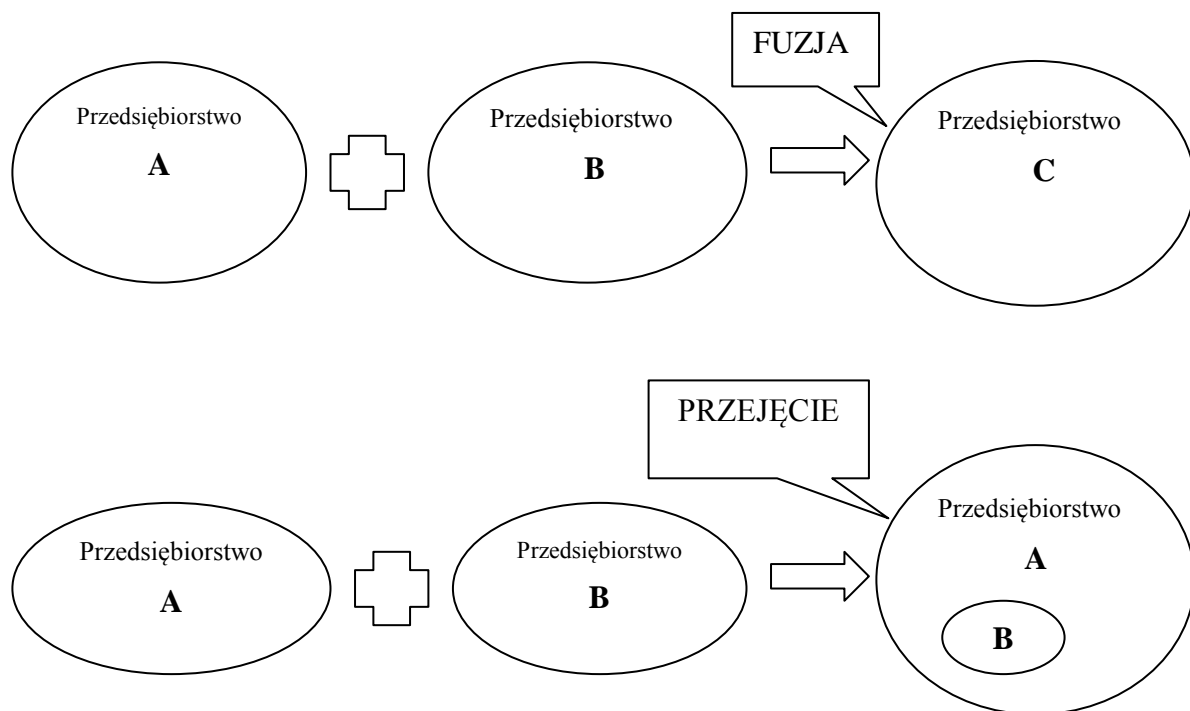 FUZJA
Przedsiębiorstwo
A
Przedsiębiorstwo
B
Przedsiębiorstwo
C
PRZEJĘCIE
Przedsiębiorstwo
A
Przedsiębiorstwo
B
Przedsiębiorstwo
A
B